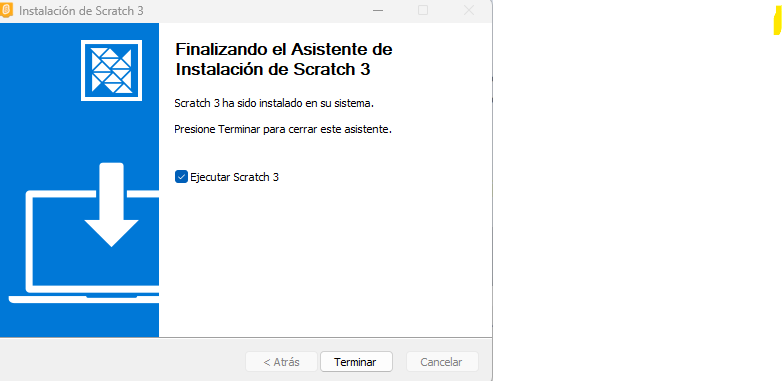 Instalación de Scratch 3
Finalizando el Asistente de
Instalación de Scratch 3
Scratch 3 ha sido instalado en su sistema.
Presione Terminar para cerrar este asistente.
Ejecutar Scratch 3
< Atrás
Terminar
Cancelar